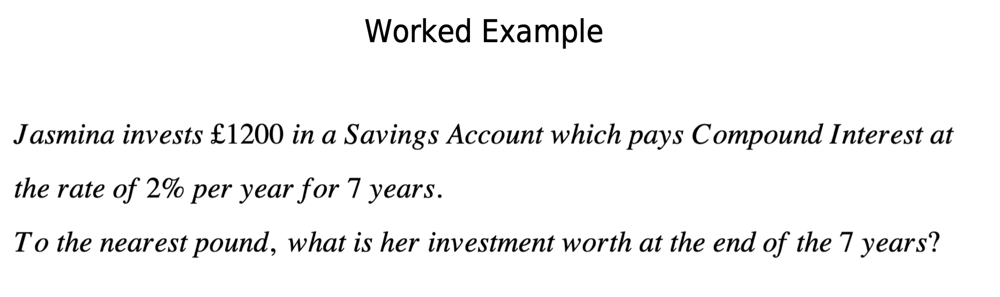 Worked Example
Jasmina invests £1200 in a Savings Account which pays Compound Interest at
the rate of 2% per year for 7 years.
To the nearest pound, what is her investment worth at the end of the 7 years?